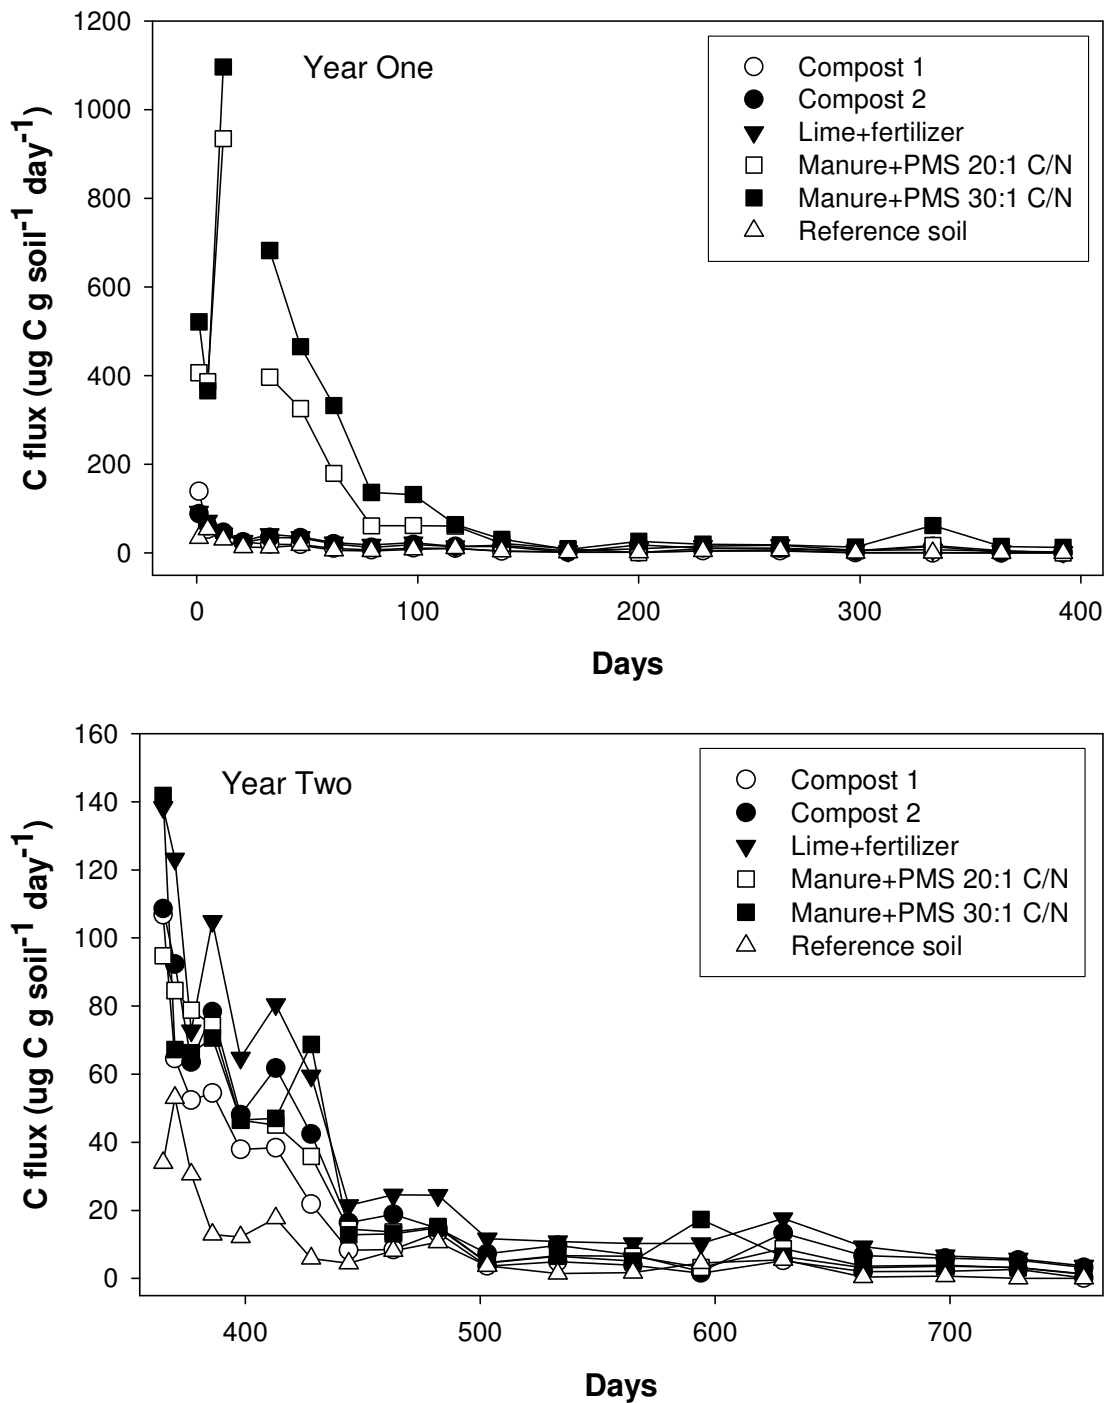 1200
1000
800
600
400
200
0
C flux (ug C g soil⁻¹ day⁻¹)
Year One
Compost 1
Compost 2
Lime+fertilizer
Manure+PMS 20:1 C/N
Manure+PMS 30:1 C/N
Reference soil
0 100 200 300 400
Days
160
140
120
100
80
60
40
20
0
C flux (ug C g soil⁻¹ day⁻¹)
Year Two
Compost 1
Compost 2
Lime+fertilizer
Manure+PMS 20:1 C/N
Manure+PMS 30:1 C/N
Reference soil
400 500 600 700
Days